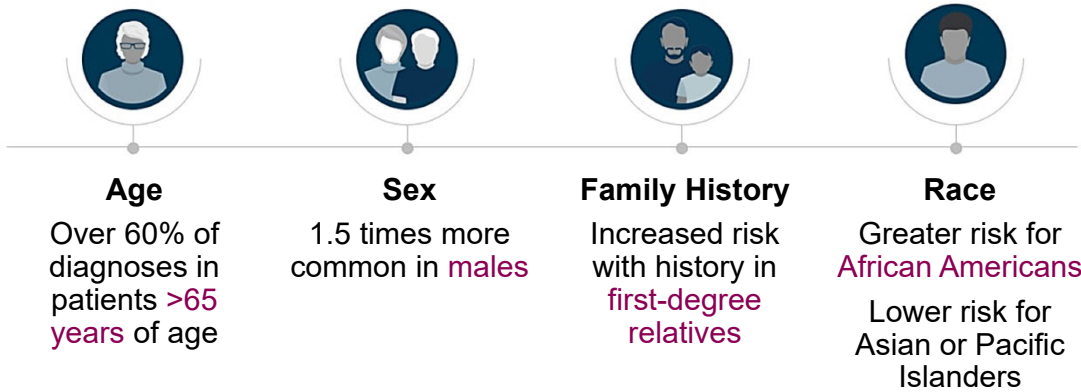 Age
Over 60% of
diagnoses in
patients >65
years of age
Sex
1.5 times more
common in males
Family History
Increased risk
with history in
first-degree
relatives
Race
Greater risk for
African Americans
Lower risk for
Asian or Pacific
Islanders